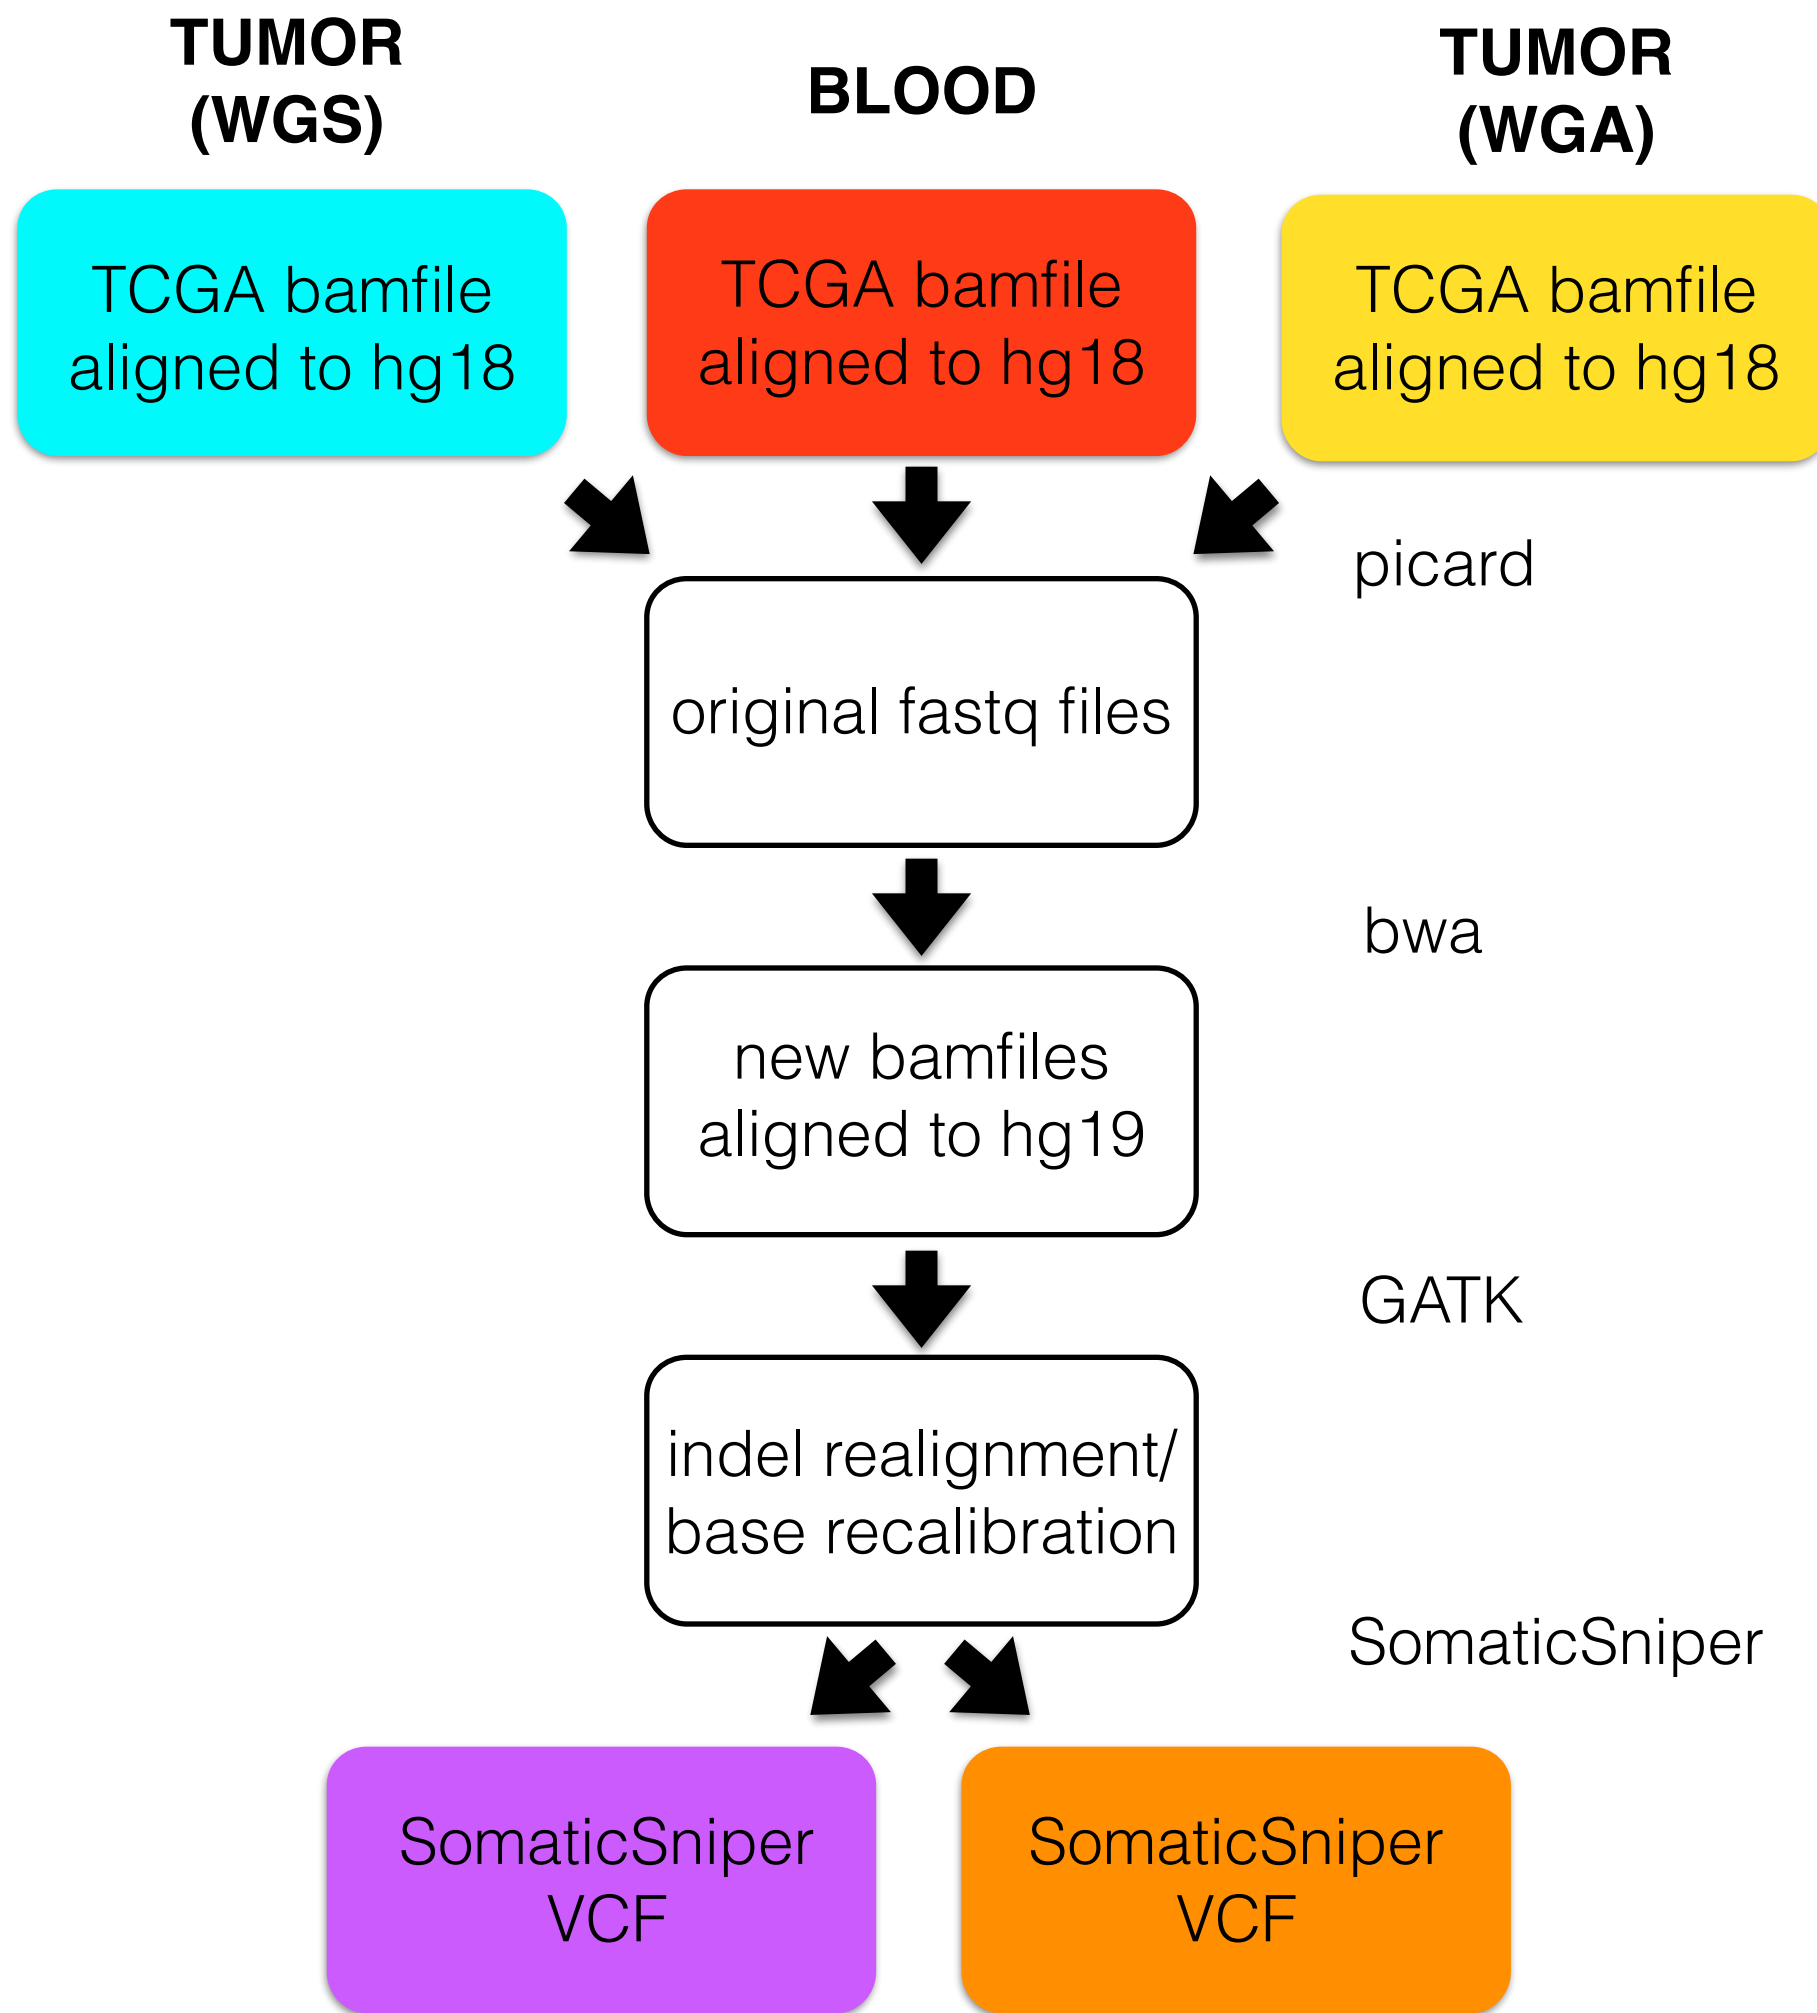 TUMOR
(WGS)
BLOOD
TUMOR
(WGA)
TCGA bamfile
aligned to hg18
TCGA bamfile
aligned to hg18
TCGA bamfile
aligned to hg18
picard
original fastq files
bwa
new bamfiles
aligned to hg19
GATK
indel realignment/
base recalibration
SomaticSniper
SomaticSniper
VCF
SomaticSniper
VCF